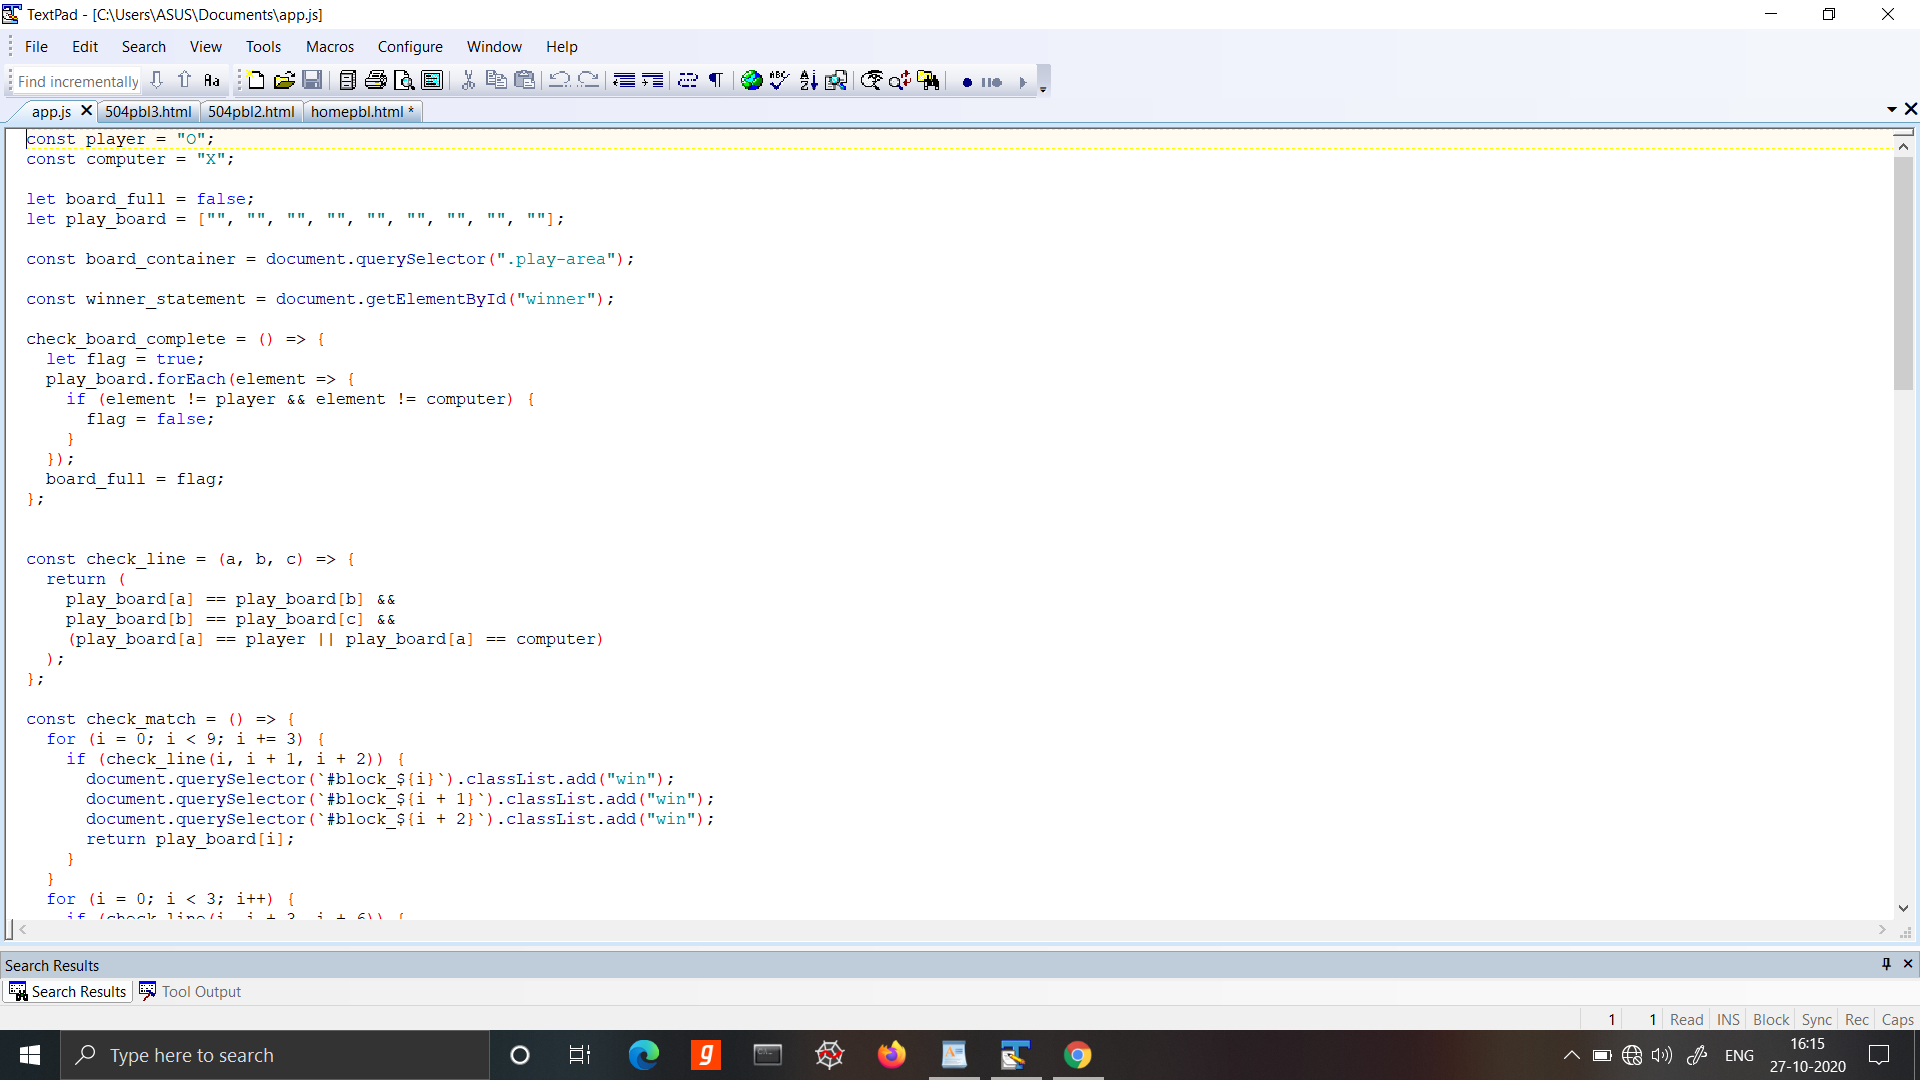 TextPad - [C:\Users\ASUS\Documents\app.js]
File Edit Search View Tools Macros Configure Window Help
Find incrementally
app.js 504pbl3.html 504pbl2.html homepbl.html *
const player = "O";
const computer = "X";
let board_full = false;
let play_board = ["", "", "", "", "", "", "", "", ""];
const board_container = document.querySelector(".play-area");
const winner_statement = document.getElementById("winner");
check_board_complete = () => {
  let flag = true;
  play_board.forEach(element => {
    if (element != player && element != computer) {
      flag = false;
    }
  });
  board_full = flag;
};
const check_line = (a, b, c) => {
  return (
    play_board[a] == play_board[b] &&
    play_board[b] == play_board[c] &&
    (play_board[a] == player || play_board[a] == computer)
  );
};
const check_match = () => {
  for (i = 0; i < 9; i += 3) {
    if (check_line(i, i + 1, i + 2)) {
      document.querySelector(`#block_${i}`).classList.add("win");
      document.querySelector(`#block_${i + 1}`).classList.add("win");
      document.querySelector(`#block_${i + 2}`).classList.add("win");
      return play_board[i];
    }
  }
  for (i = 0; i < 3; i++) {
    if (check_line(i, i + 3, i + 6)) {
Search Results
Search Results Tool Output
1 1 Read INS Block Sync Rec Caps
Type here to search
ENG
16:15
27-10-2020